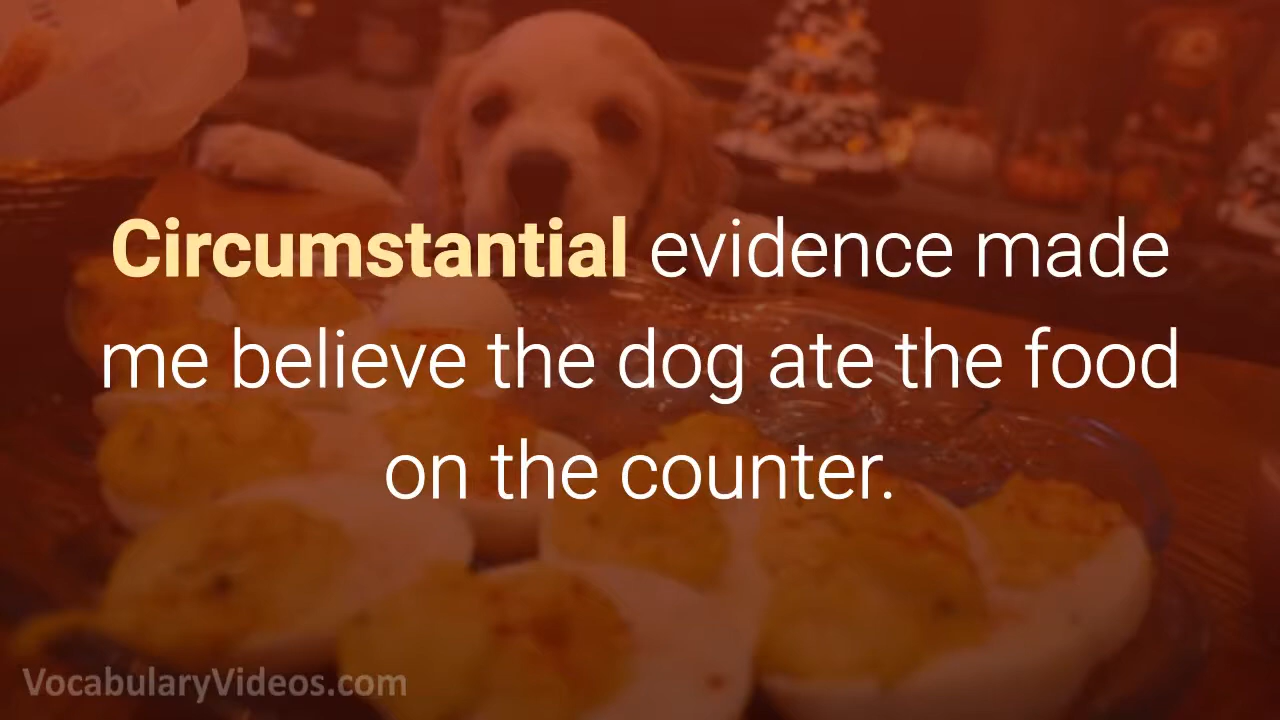 Circumstantial evidence made
me believe the dog ate the food
on the counter.
VocabularyVideos.com